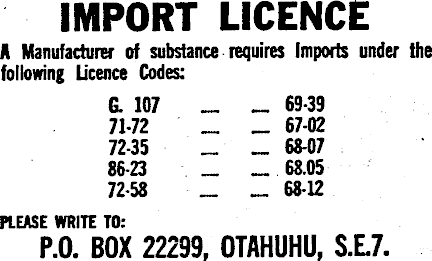 IMPORT LICENCE
A Manufacturer of substance requires Imports under the
following Licence Codes:
G. 107 — — 69-39
71-72 — — 67-02
72-35 — — 68-07
86-23 — — 68.05
72-58 — — 68-12
PLEASE WRITE TO:
P.O. BOX 22299, OTAHUHU, S.E.7.